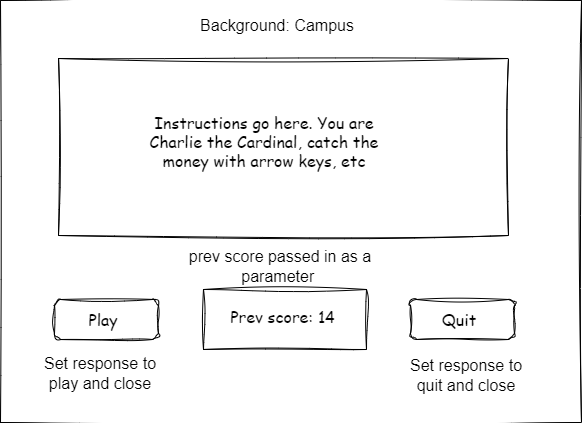 Background: Campus
Instructions go here. You are
Charlie the Cardinal, catch the
money with arrow keys, etc
prev score passed in as a
parameter
Play
Prev score: 14
Quit
Set response to
play and close
Set response to
quit and close